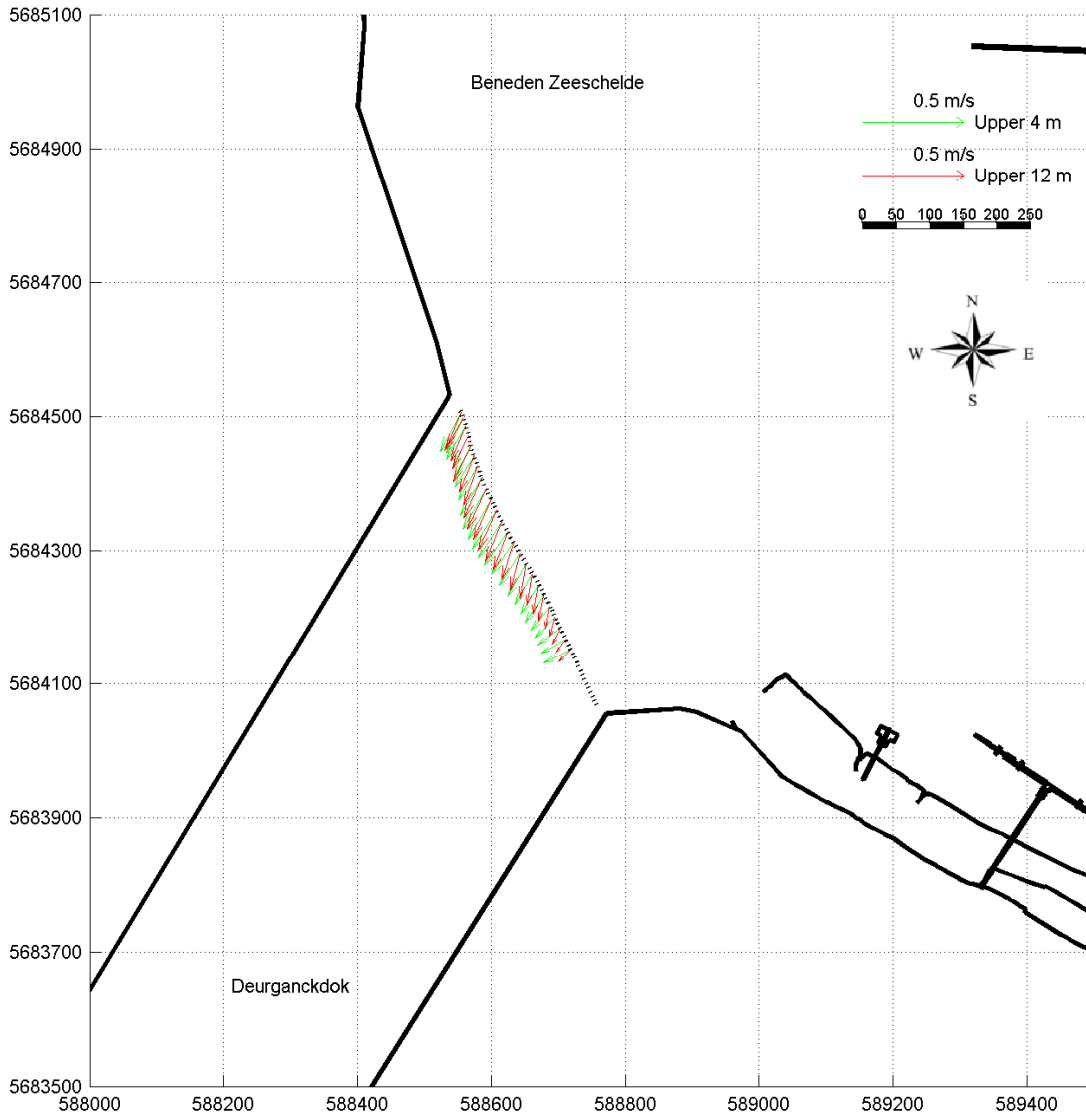 5685100
Beneden Zeeschelde
0.5 m/s
Upper 4 m
5684900
0.5 m/s
Upper 12 m
0 50 100 150 200 250
5684700
N
W E
S
5684500
5684300
5684100
5683900
5683700
Deurganckdok
5683500
588000 588200 588400 588600 588800 589000 589200 589400